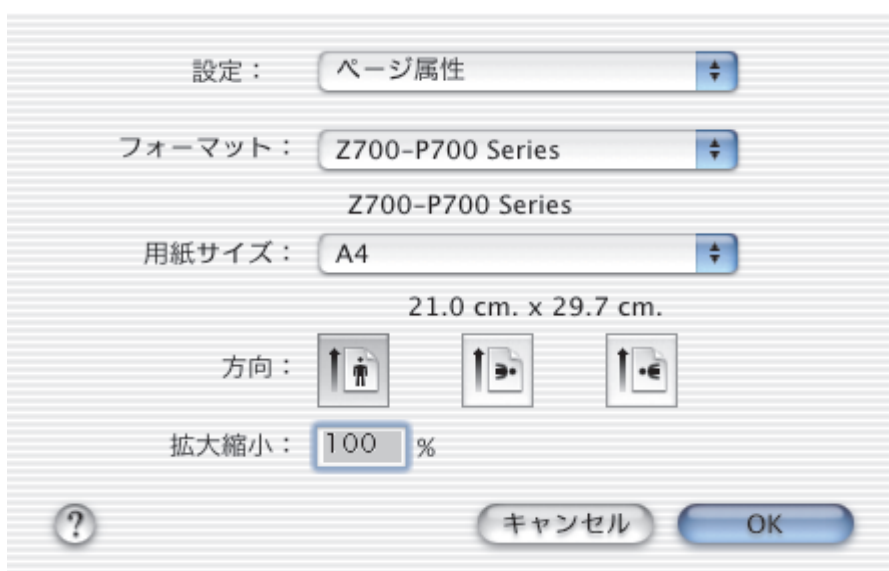 設定： ページ属性
フォーマット： Z700-P700 Series
Z700-P700 Series
用紙サイズ： A4
21.0 cm. x 29.7 cm.
方向：
拡大縮小： 100 %
? キャンセル OK